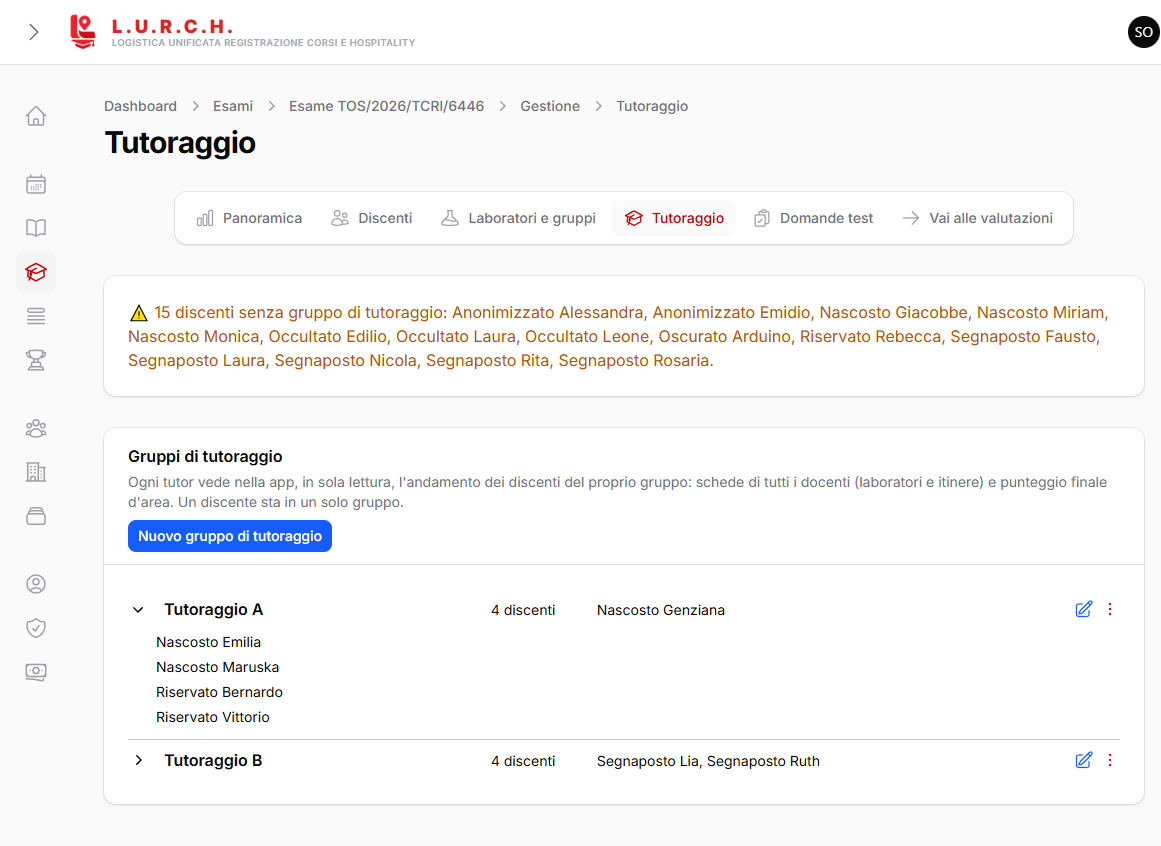 L.U.R.C.H.
LOGISTICA UNIFICATA REGISTRAZIONE CORSI E HOSPITALITY
SO
Dashboard > Esami > Esame TOS/2026/TCRI/6446 > Gestione > Tutoraggio
Tutoraggio
Panoramica Discenti Laboratori e gruppi Tutoraggio Domande test Vai alle valutazioni
15 discenti senza gruppo di tutoraggio: Anonimizzato Alessandra, Anonimizzato Emidio, Nascosto Giacobbe, Nascosto Miriam,
Nascosto Monica, Occultato Edilio, Occultato Laura, Occultato Leone, Oscurato Arduino, Riservato Rebecca, Segnaposto Fausto,
Segnaposto Laura, Segnaposto Nicola, Segnaposto Rita, Segnaposto Rosaria.
Gruppi di tutoraggio
Ogni tutor vede nella app, in sola lettura, l'andamento dei discenti del proprio gruppo: schede di tutti i docenti (laboratori e itinere) e punteggio finale
d'area. Un discente sta in un solo gruppo.
Nuovo gruppo di tutoraggio
Tutoraggio A 4 discenti Nascosto Genziana
Nascosto Emilia
Nascosto Maruska
Riservato Bernardo
Riservato Vittorio
Tutoraggio B 4 discenti Segnaposto Lia, Segnaposto Ruth